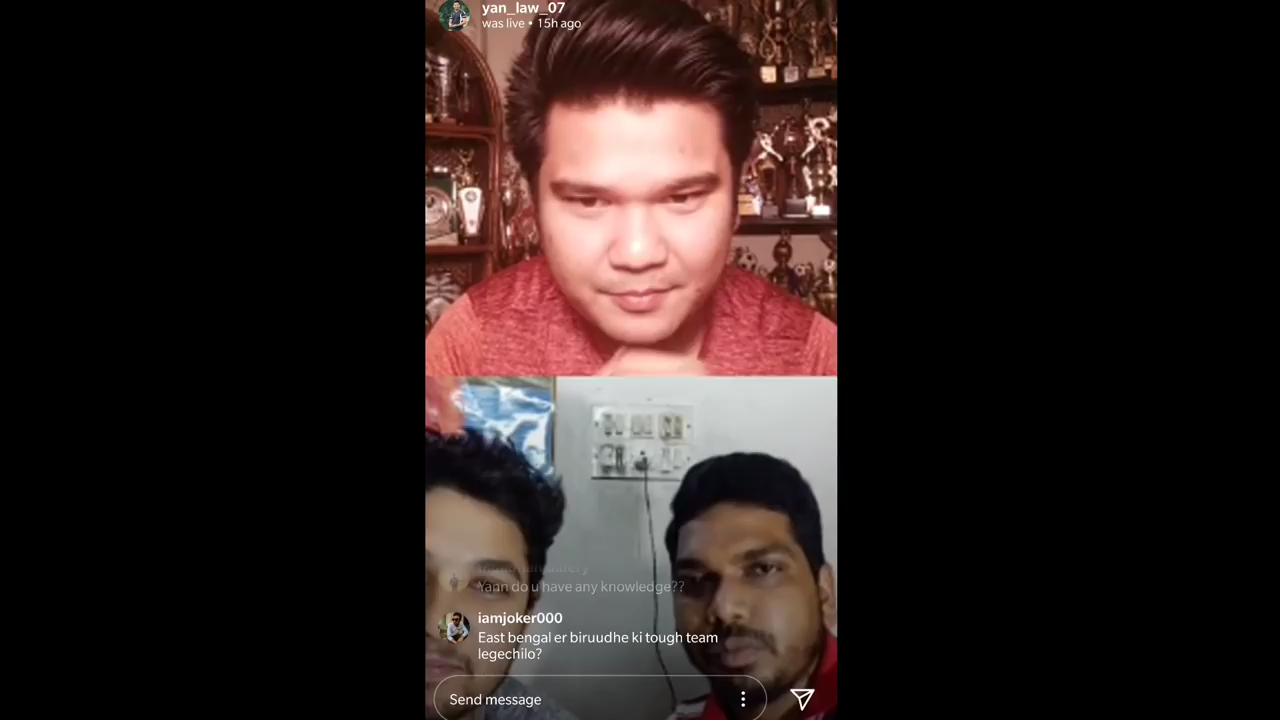 yan_law_07
was live • 15h ago
Yann do u have any knowledge??
iamjoker000
East bengal er biruudhe ki tough team
legechilo?
Send message